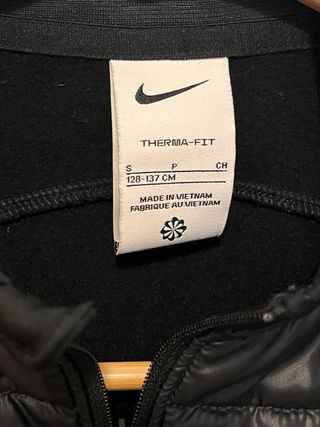 THERMA-FIT
S P CH
128-137 CM
MADE IN VIETNAM
FABRIQUE AU VIETNAM